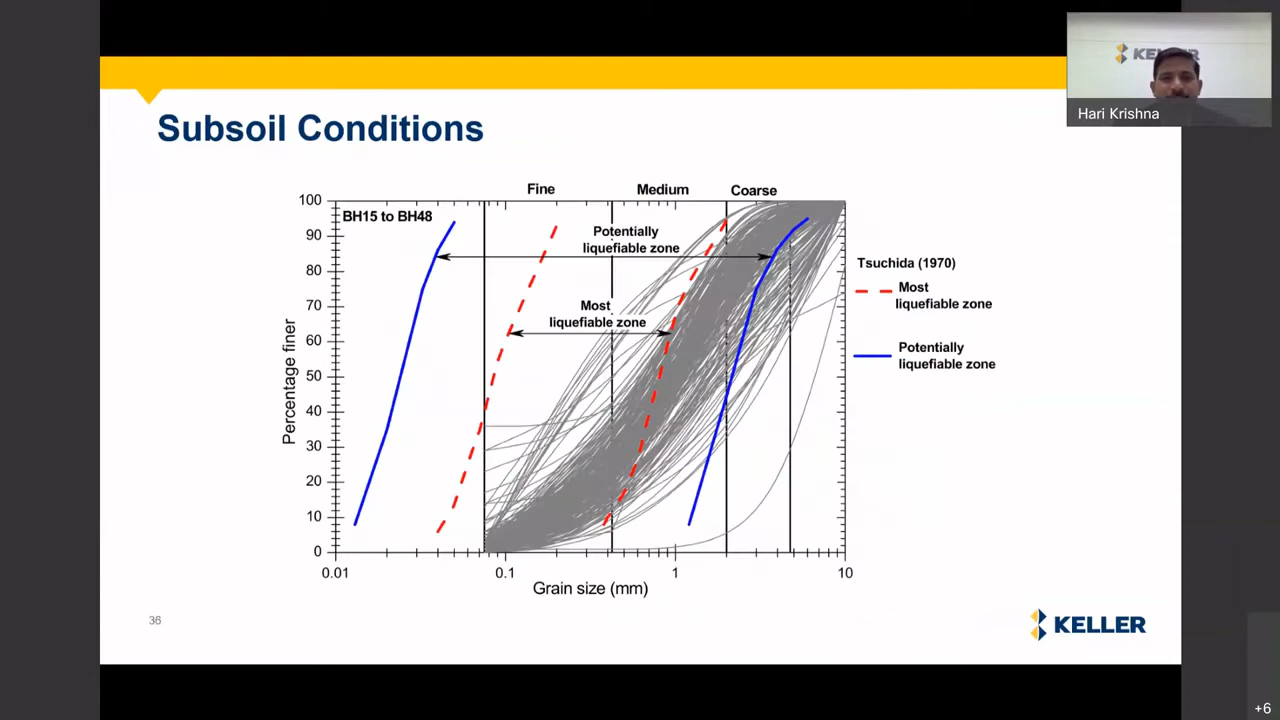 KELLER
Hari Krishna
Subsoil Conditions
Fine
Medium
Coarse
BH15 to BH48
Potentially
liquefiable zone
Most
liquefiable zone
100
90
80
70
60
50
40
30
20
10
0
Percentage finer
0.01
0.1
1
10
Grain size (mm)
Tsuchida (1970)
Most
liquefiable zone
Potentially
liquefiable zone
36
KELLER
+6